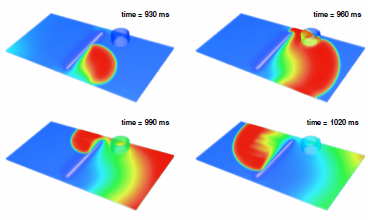 time = 930 ms
time = 960 ms
time = 990 ms
time = 1020 ms